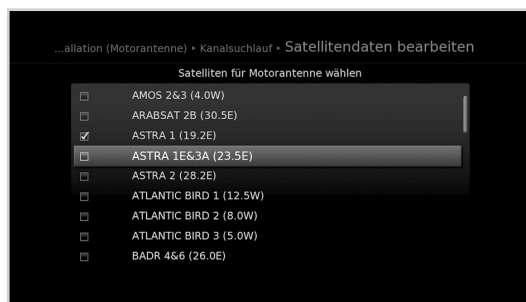 ...allation (Motorantenne) ▸ Kanalsuchlauf ▸ Satellitendaten bearbeiten
Satelliten für Motorantenne wählen
AMOS 2&3 (4.0W)
ARABSAT 2B (30.5E)
ASTRA 1 (19.2E)
ASTRA 1E&3A (23.5E)
ASTRA 2 (28.2E)
ATLANTIC BIRD 1 (12.5W)
ATLANTIC BIRD 2 (8.0W)
ATLANTIC BIRD 3 (5.0W)
BADR 4&6 (26.0E)